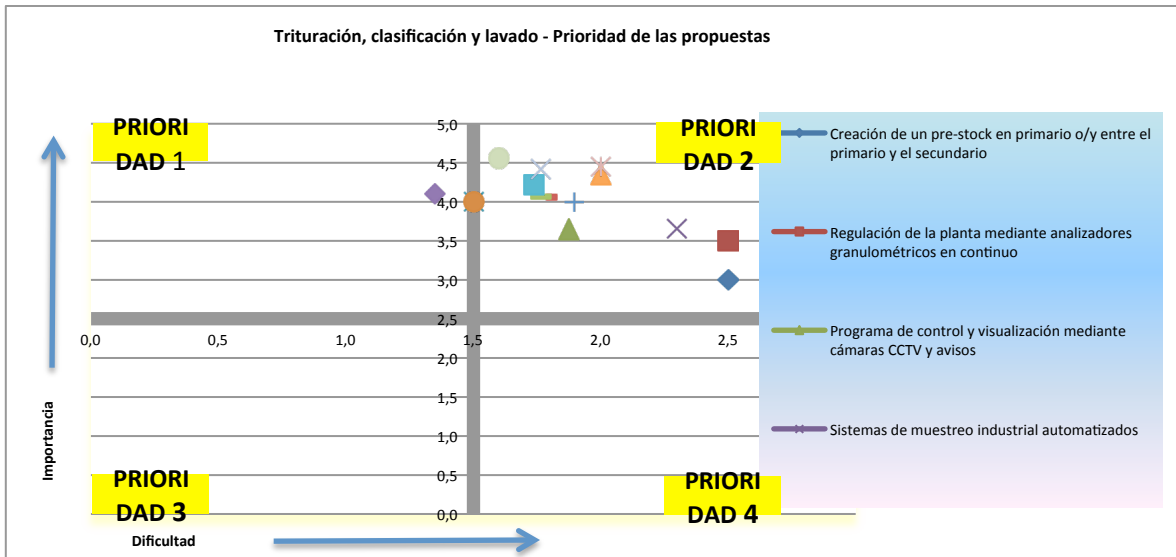 Trituración, clasificación y lavado - Prioridad de las propuestas
PRIORI
DAD 1
PRIORI
DAD 2
5,0
4,5
4,0
3,5
3,0
2,5
2,0
1,5
1,0
0,5
0,0
0,0
0,5
1,0
1,5
2,0
2,5
Importancia
PRIORI
DAD 3
PRIORI
DAD 4
Dificultad
Creación de un pre-stock en primario o/y entre el
primario y el secundario
Regulación de la planta mediante analizadores
granulométricos en continuo
Programa de control y visualización mediante
cámaras CCTV y avisos
Sistemas de muestreo industrial automatizados